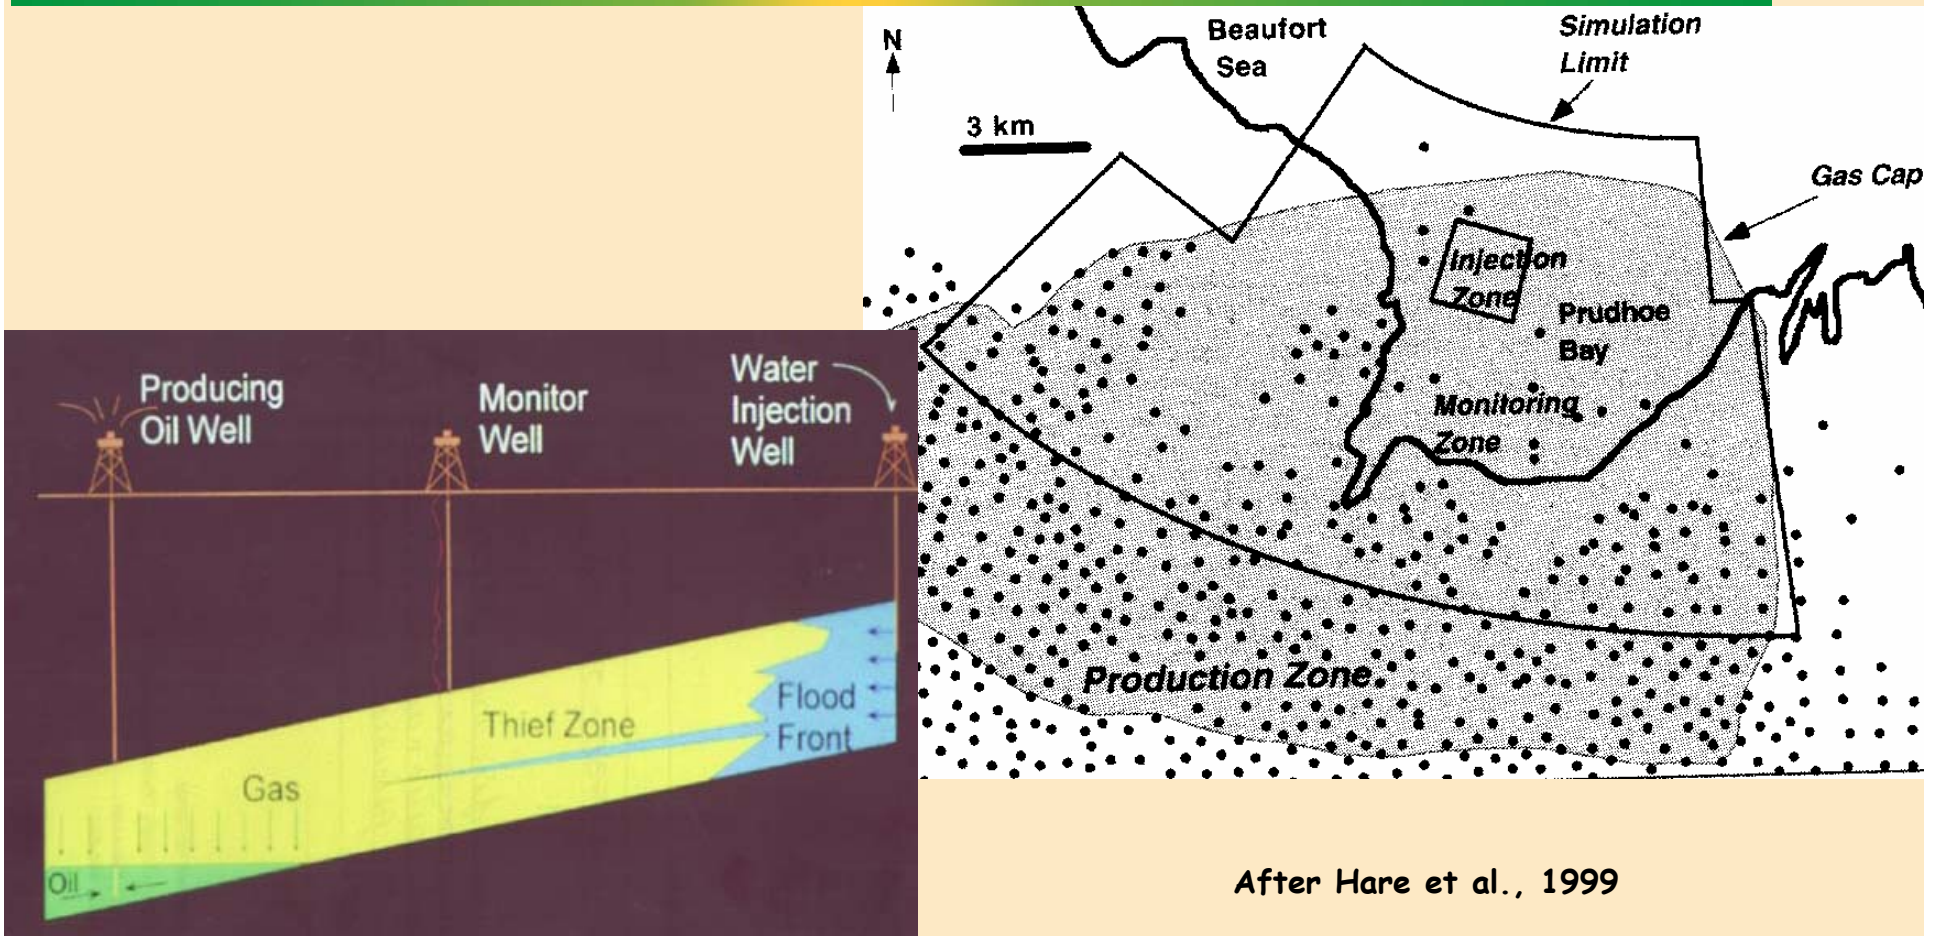 N
Beaufort
Sea
Simulation
Limit
3 km
Gas Cap
Injection
Zone
Prudhoe
Bay
Monitoring
Zone
Production Zone
Producing
Oil Well
Monitor
Well
Water
Injection
Well
Thief Zone
Flood
Front
Gas
Oil
After Hare et al., 1999